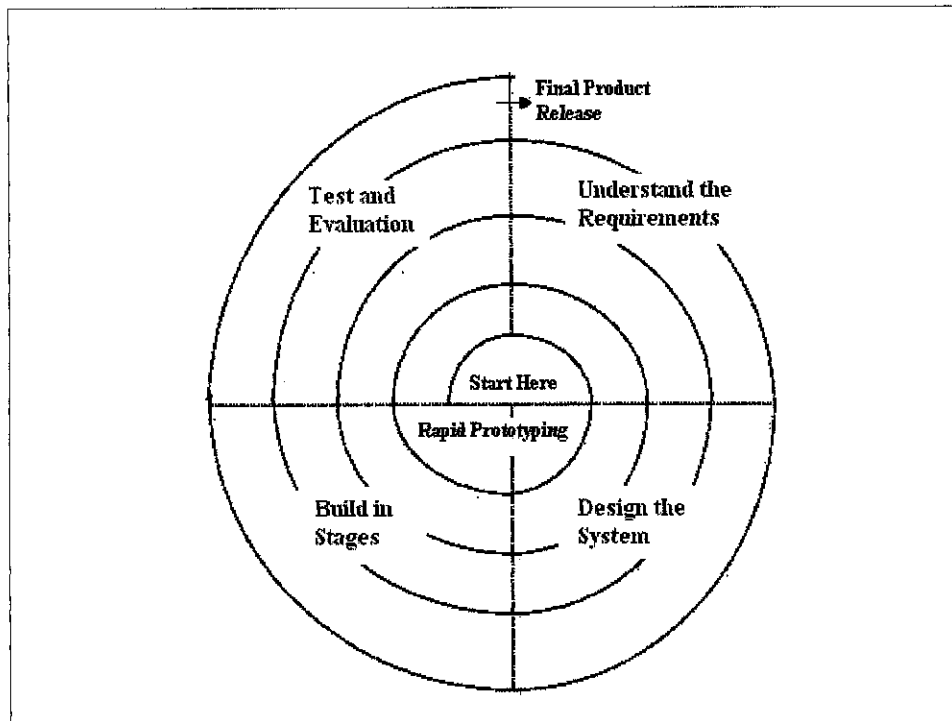 Final Product
Release
Test and
Evaluation
Understand the
Requirements
Start Here
Rapid Prototyping
Build in
Stages
Design the
System